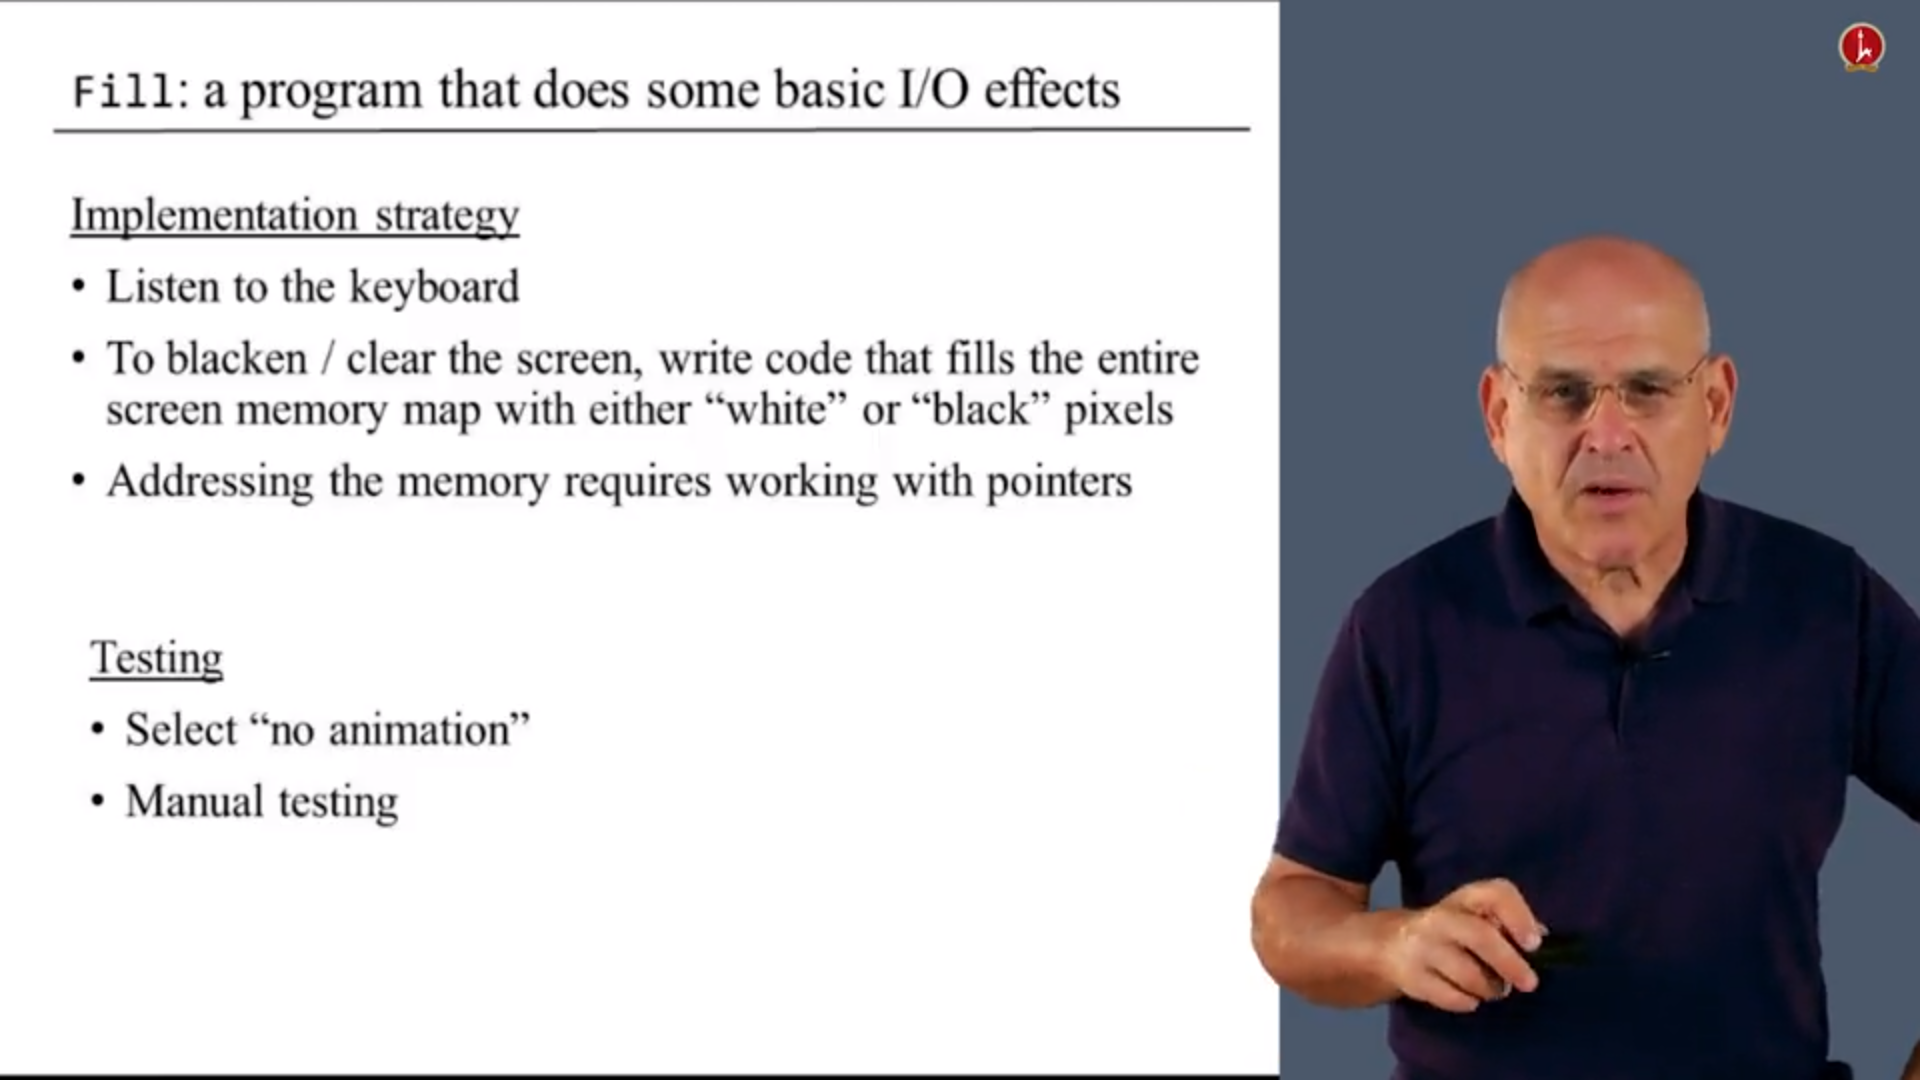 Fill: a program that does some basic I/O effects
Implementation strategy
• Listen to the keyboard
• To blacken / clear the screen, write code that fills the entire
screen memory map with either “white” or “black” pixels
• Addressing the memory requires working with pointers
Testing
• Select “no animation”
• Manual testing